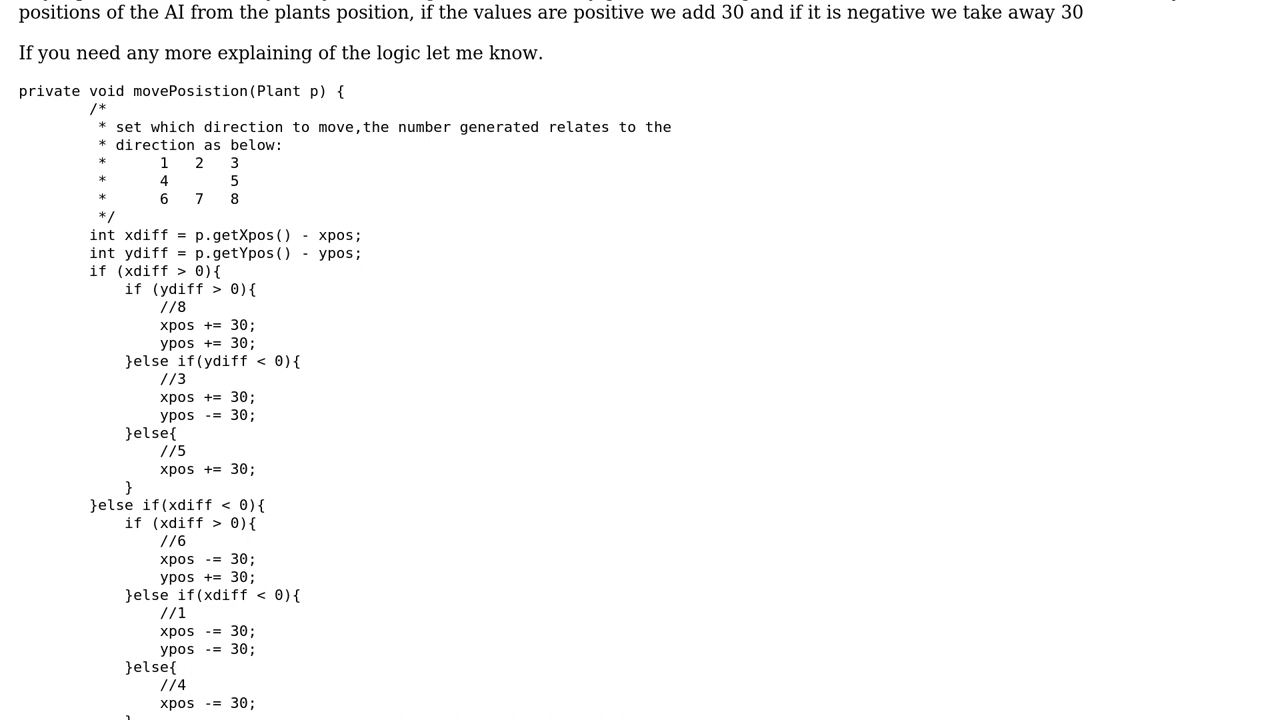 positions of the AI from the plants position, if the values are positive we add 30 and if it is negative we take away 30
If you need any more explaining of the logic let me know.
private void movePosistion(Plant p) {
/*
* set which direction to move,the number generated relates to the
* direction as below:
* 1 2 3
* 4 5
* 6 7 8
*/
int xdiff = p.getXpos() - xpos;
int ydiff = p.getYpos() - ypos;
if (xdiff > 0){
if (ydiff > 0){
//8
xpos += 30;
ypos += 30;
}else if(ydiff < 0){
//3
xpos += 30;
ypos -= 30;
}else{
//5
xpos += 30;
}
}else if(xdiff < 0){
if (xdiff > 0){
//6
xpos -= 30;
ypos += 30;
}else if(xdiff < 0){
//1
xpos -= 30;
ypos -= 30;
}else{
//4
xpos -= 30;